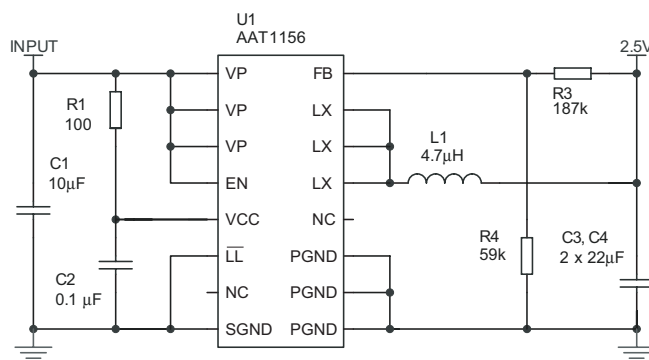 U1
AAT1156
INPUT
2.5V
VP
FB
R1
100
R3
187k
VP
LX
VP
LX
L1
4.7μH
C1
10μF
EN
LX
VCC
NC
R4
59k
C3, C4
2 x 22μF
LL
PGND
C2
0.1 μF
NC
PGND
SGND
PGND